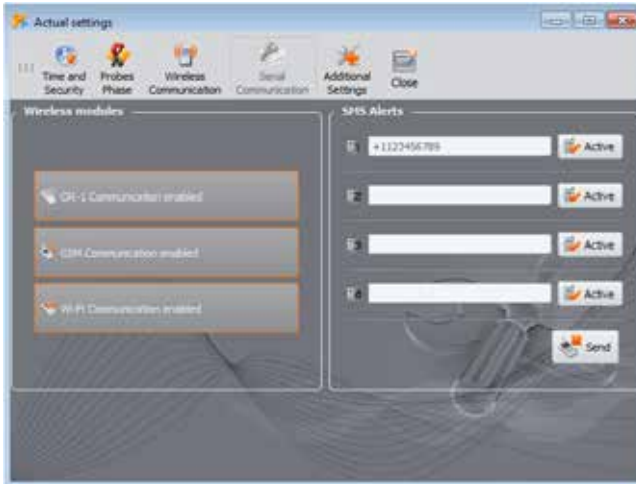 Actual settings
Time and Security
Probes Phase
Wireless Communication
Serial Communication
Additional Settings
Close
Wireless modules
SMS Alerts
OR-1 Communication enabled
GSM Communication enabled
Wi-Fi Communication enabled
1
+1123456789
Active
2
Active
3
Active
4
Active
Send